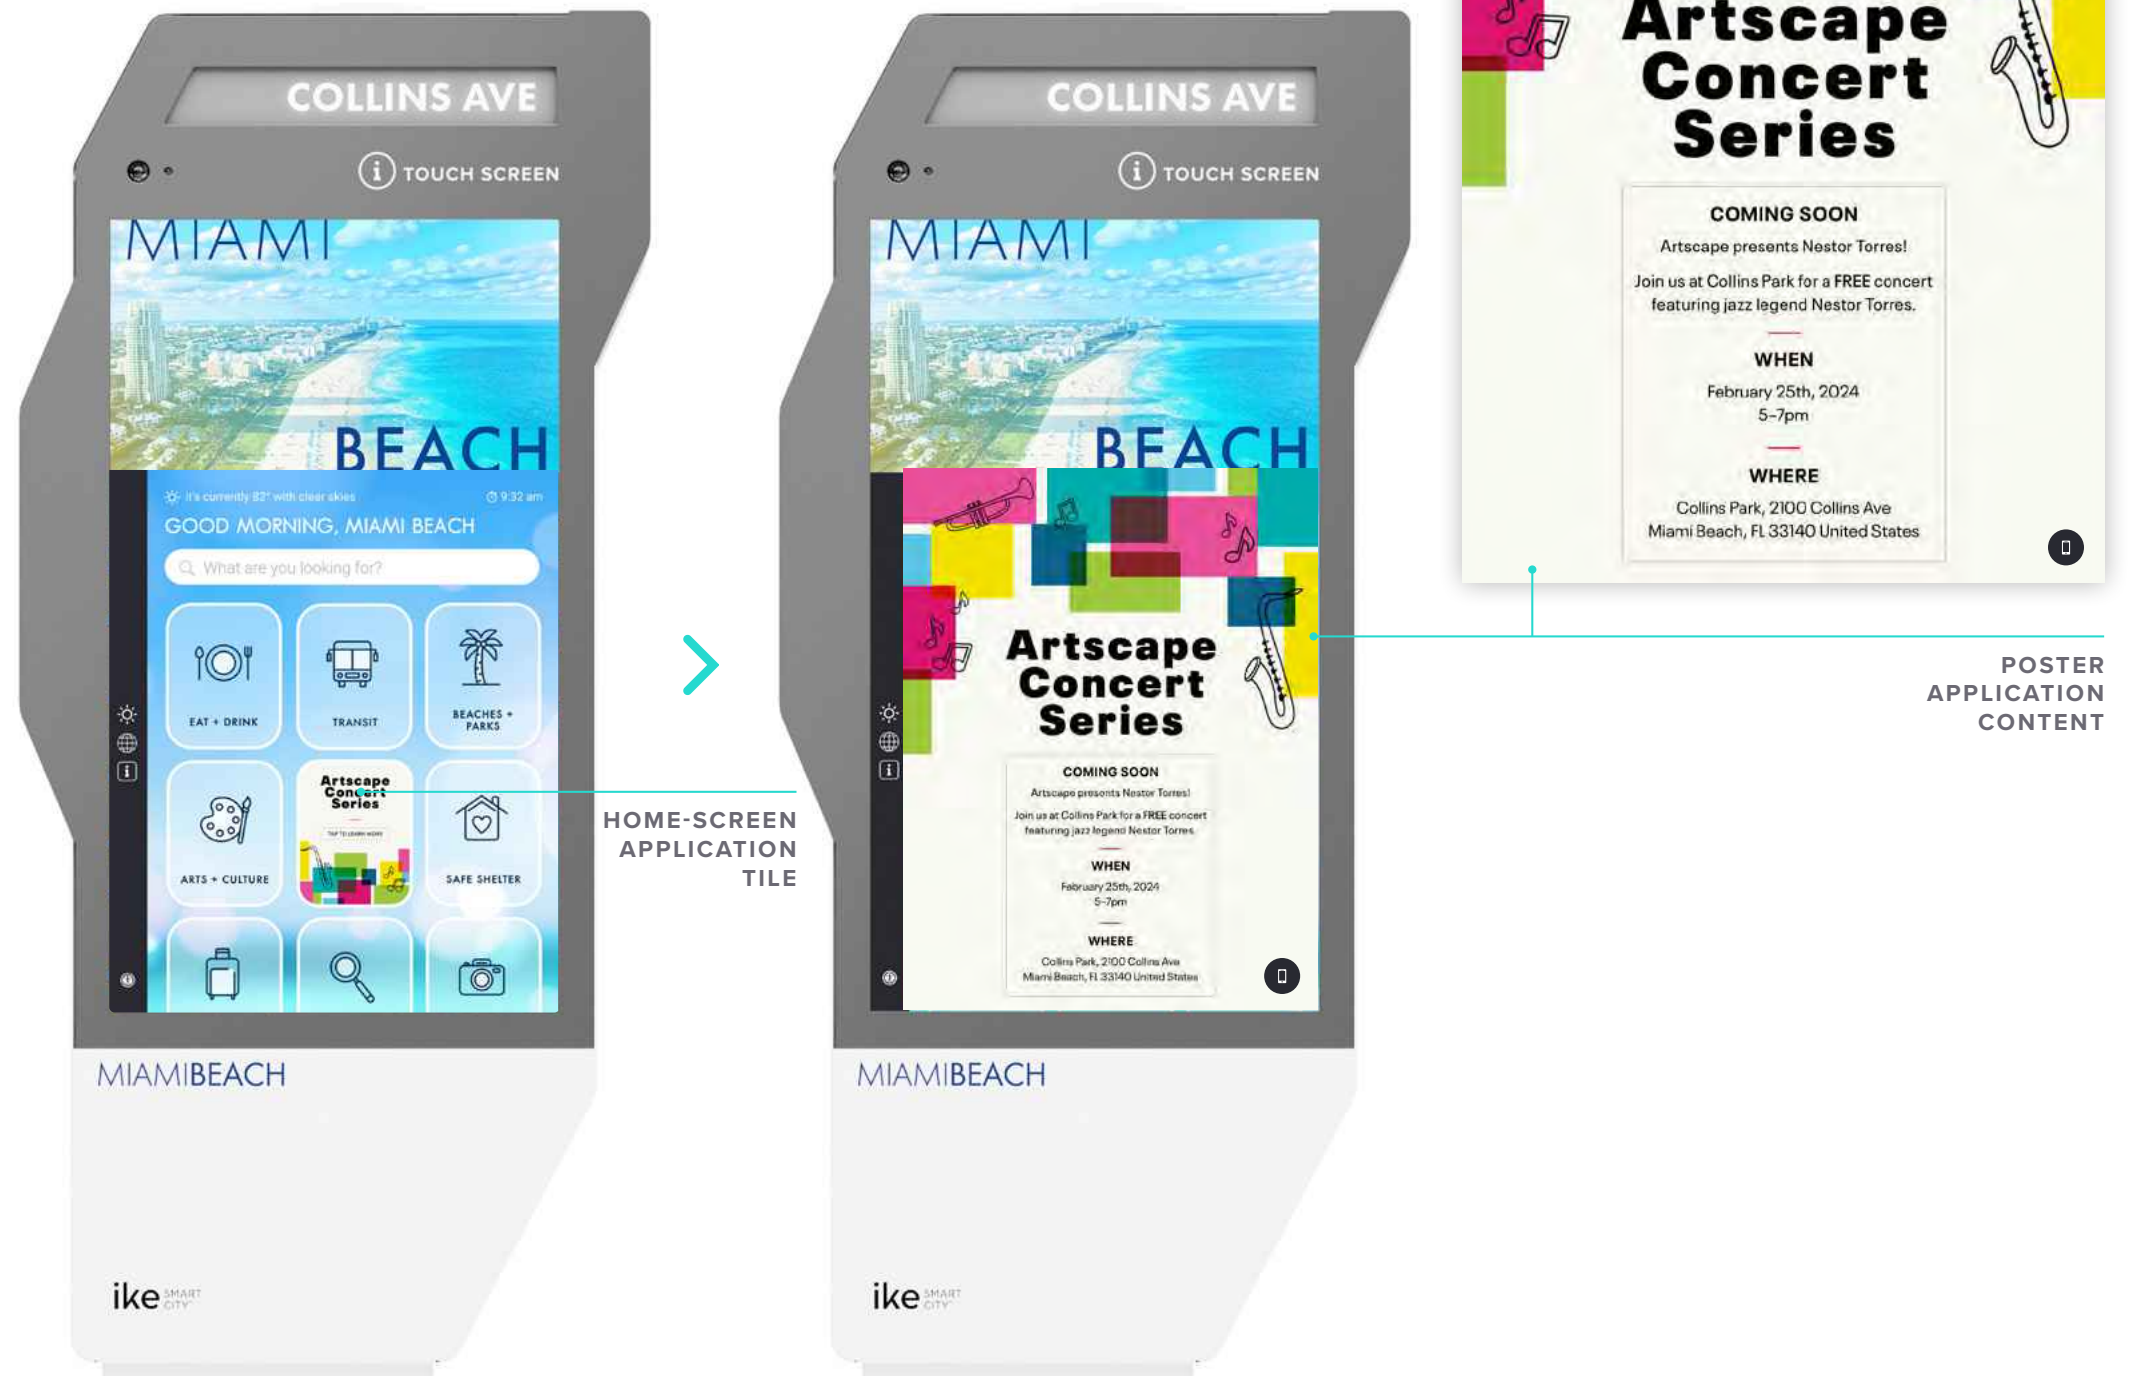 COLLINS AVE
i TOUCH SCREEN
MIAMI
BEACH
it's currently 82° with clear skies
9:32 am
GOOD MORNING, MIAMI BEACH
What are you looking for?
EAT + DRINK
TRANSIT
BEACHES +
PARKS
ARTS + CULTURE
Artscape
Concert
Series
TAP TO LEARN MORE
SAFE SHELTER
i
MIAMIBEACH
ike SMART
CITY
HOME-SCREEN
APPLICATION
TILE
COLLINS AVE
i TOUCH SCREEN
MIAMI
BEACH
Artscape
Concert
Series
COMING SOON
Artscape presents Nestor Torres!
Join us at Collins Park for a FREE concert
featuring jazz legend Nestor Torres.
WHEN
February 25th, 2024
5-7pm
WHERE
Collins Park, 2100 Collins Ave
Miami Beach, FL 33140 United States
i
MIAMIBEACH
ike SMART
CITY
Artscape
Concert
Series
COMING SOON
Artscape presents Nestor Torres!
Join us at Collins Park for a FREE concert
featuring jazz legend Nestor Torres.
WHEN
February 25th, 2024
5-7pm
WHERE
Collins Park, 2100 Collins Ave
Miami Beach, FL 33140 United States
POSTER
APPLICATION
CONTENT